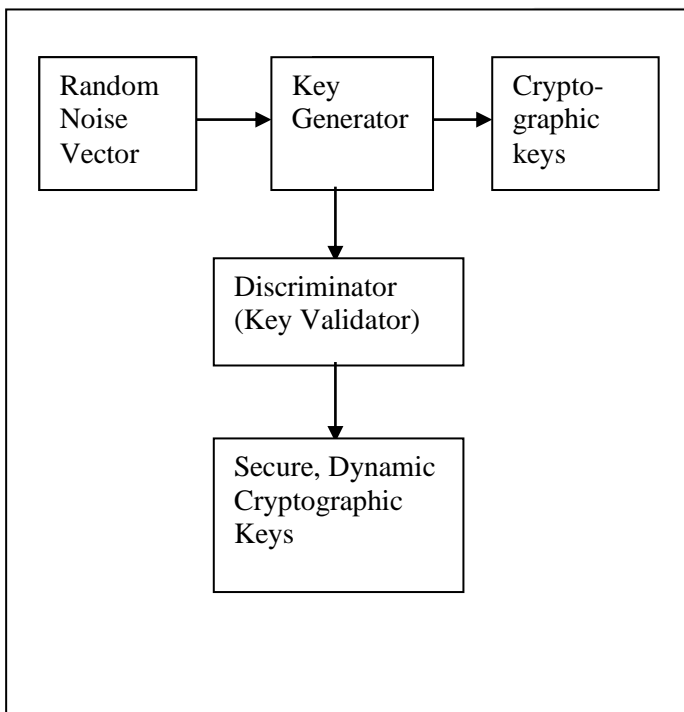 Random
Noise
Vector
Key
Generator
Crypto-
graphic
keys
Discriminator
(Key Validator)
Secure, Dynamic
Cryptographic
Keys